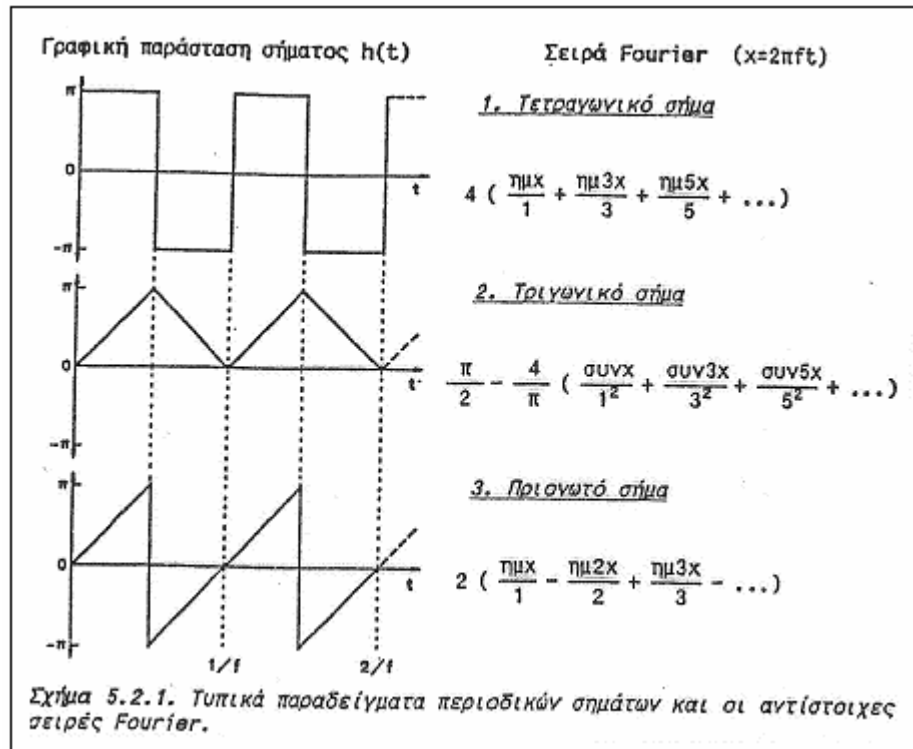 Γραφική παράσταση σήματος h(t)
Σειρά Fourier (x=2πft)
π
0
-π
t
1. Τετραγωνικό σήμα
4 ( ημx/1 + ημ3x/3 + ημ5x/5 + ...)
π
0
-π
t
2. Τριγωνικό σήμα
π/2 - 4/π ( συνx/1² + συν3x/3² + συν5x/5² + ...)
π
0
-π
t
1/f
2/f
3. Πριονωτό σήμα
2 ( ημx/1 - ημ2x/2 + ημ3x/3 - ...)
Σχήμα 5.2.1. Τυπικά παραδείγματα περιοδικών σημάτων και οι αντίστοιχες
σειρές Fourier.